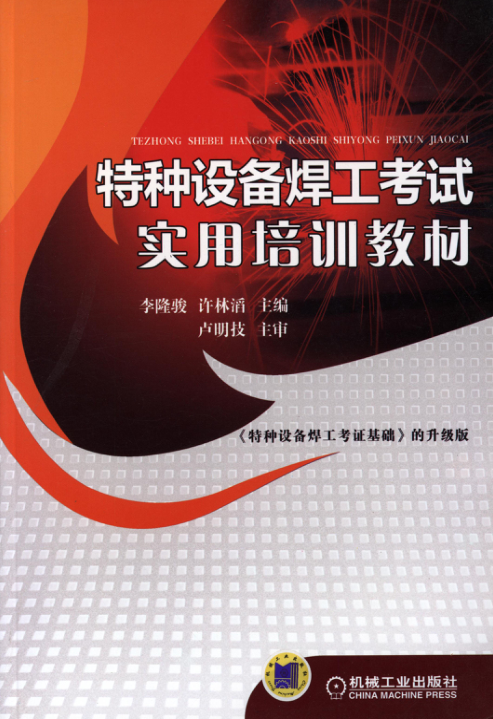 TEZHONG SHEBEI HANGONG KAOSHI SHIYONG PEIXUN JIAOCAI
特种设备焊工考试
实用培训教材
李隆骏 许林滔 主编
卢明技 主审
《特种设备焊工考证基础》的升级版
机械工业出版社
CHINA MACHINE PRESS